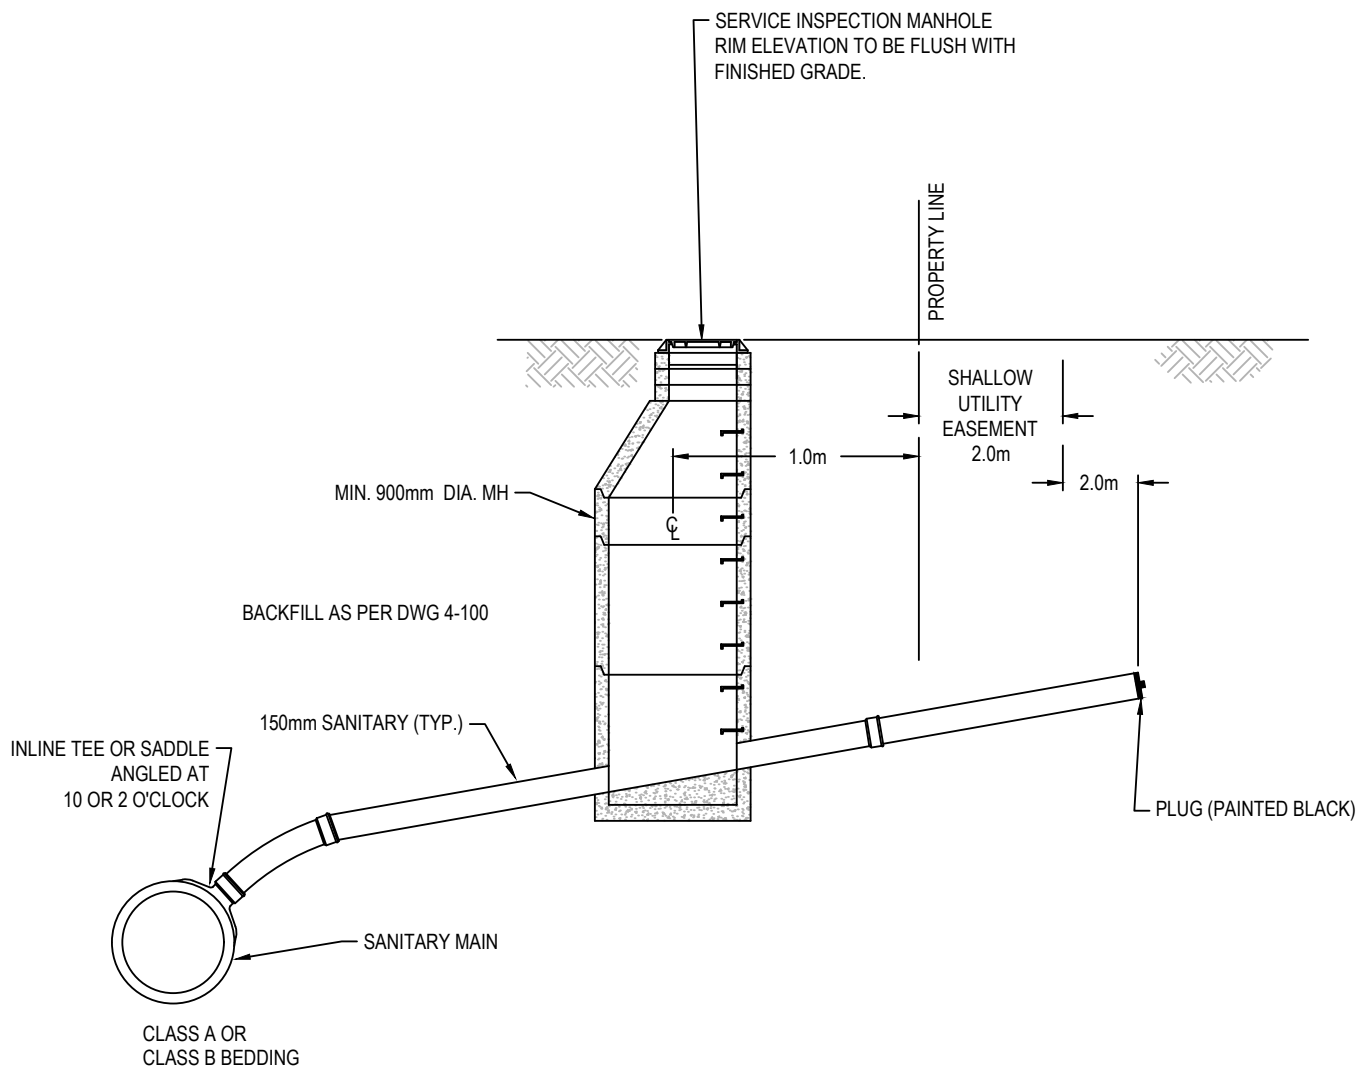 SERVICE INSPECTION MANHOLE
RIM ELEVATION TO BE FLUSH WITH
FINISHED GRADE.
PROPERTY LINE
SHALLOW
UTILITY
EASEMENT
2.0m
1.0m
2.0m
MIN. 900mm DIA. MH
℄
BACKFILL AS PER DWG 4-100
150mm SANITARY (TYP.)
INLINE TEE OR SADDLE
ANGLED AT
10 OR 2 O'CLOCK
PLUG (PAINTED BLACK)
SANITARY MAIN
CLASS A OR
CLASS B BEDDING